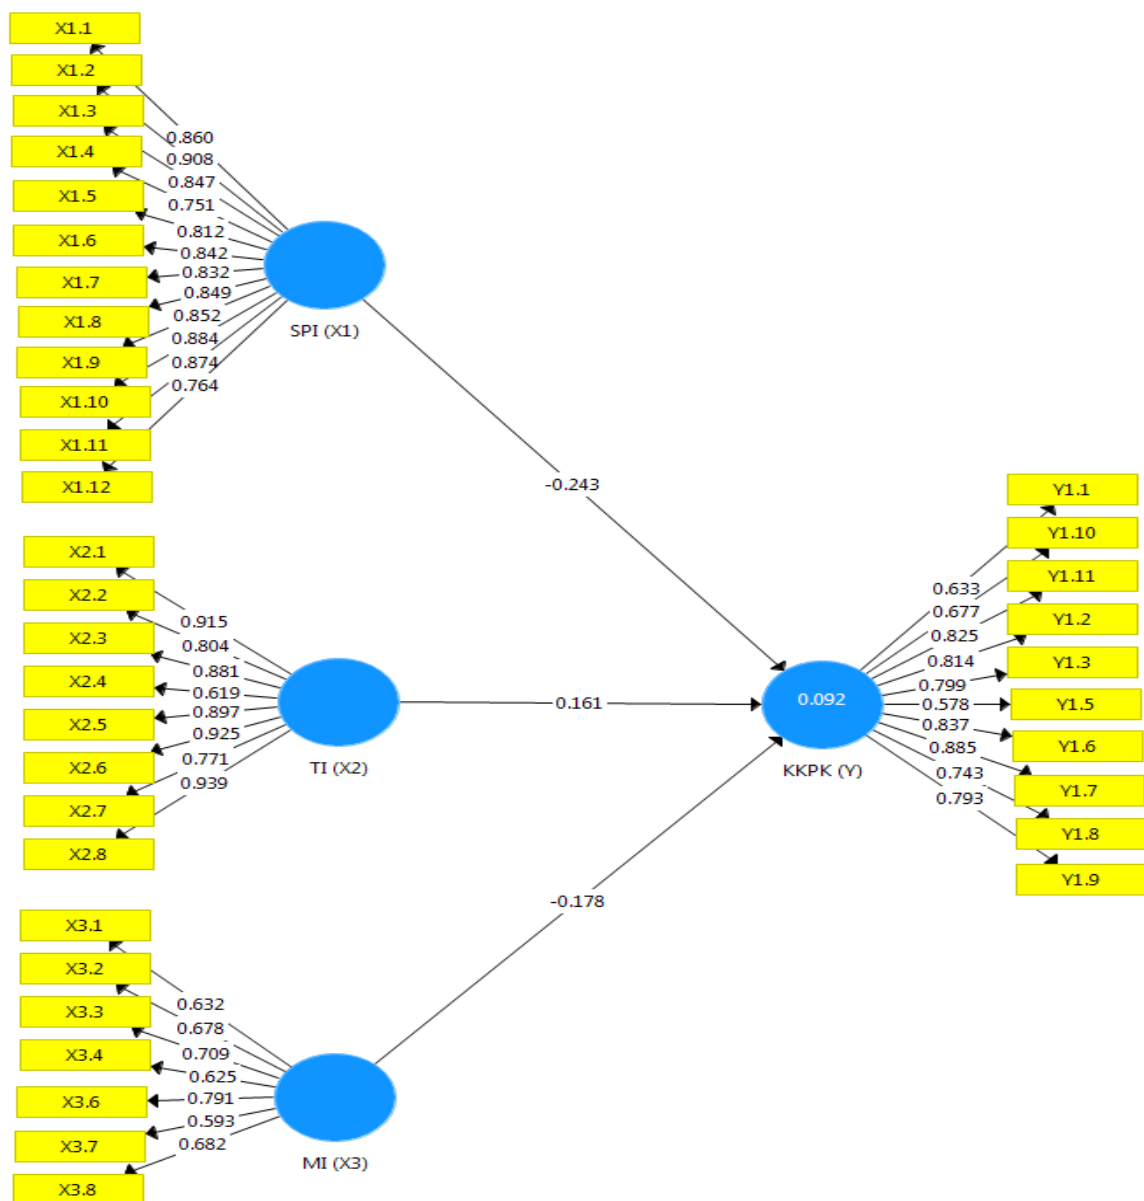 X1.1
X1.2
X1.3
X1.4
X1.5
X1.6
X1.7
X1.8
X1.9
X1.10
X1.11
X1.12
0.860
0.908
0.847
0.751
0.812
0.842
0.832
0.849
0.852
0.884
0.874
0.764
SPI (X1)
-0.243
X2.1
X2.2
X2.3
X2.4
X2.5
X2.6
X2.7
X2.8
0.915
0.804
0.881
0.619
0.897
0.925
0.771
0.939
TI (X2)
0.161
X3.1
X3.2
X3.3
X3.4
X3.6
X3.7
X3.8
0.632
0.678
0.709
0.625
0.791
0.593
0.682
MI (X3)
-0.178
0.092
KKPK (Y)
0.633
0.677
0.825
0.814
0.799
0.578
0.837
0.885
0.743
0.793
Y1.1
Y1.10
Y1.11
Y1.2
Y1.3
Y1.5
Y1.6
Y1.7
Y1.8
Y1.9